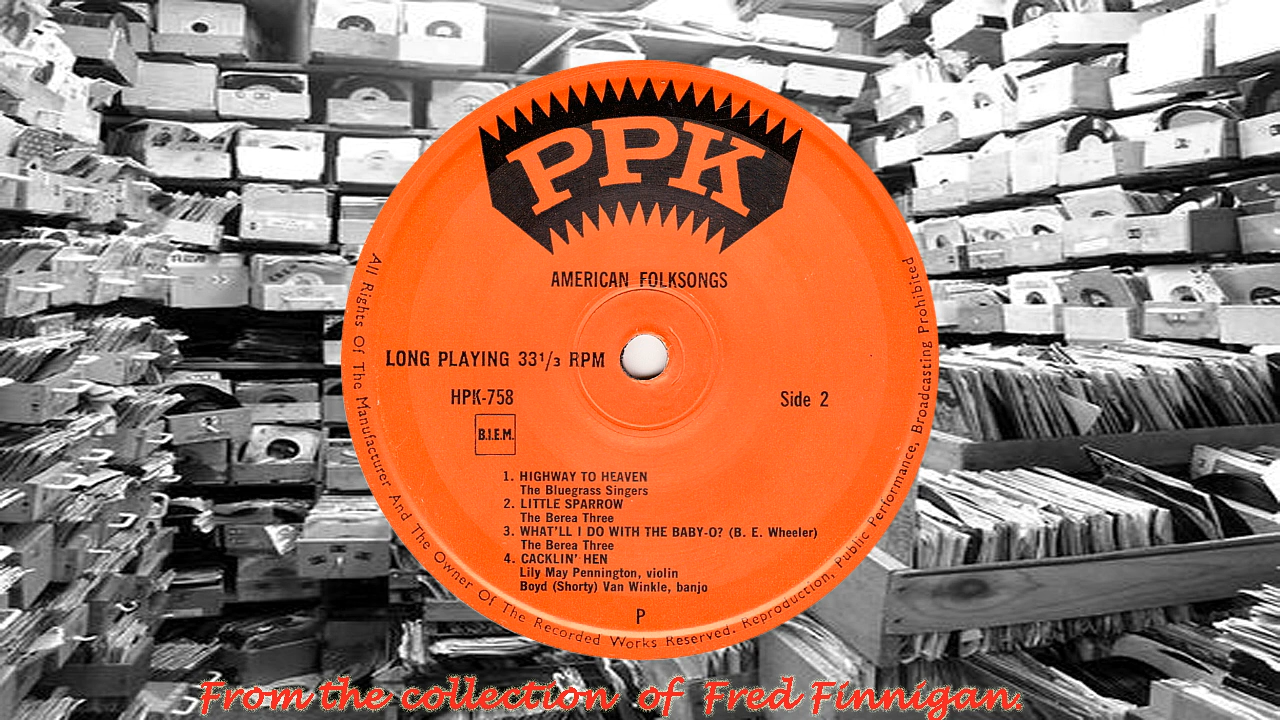 PPK
AMERICAN FOLKSONGS
LONG PLAYING 33¹/₃ RPM
HPK-758
Side 2
B.I.E.M.
1. HIGHWAY TO HEAVEN
The Bluegrass Singers
2. LITTLE SPARROW
The Berea Three
3. WHAT'LL I DO WITH THE BABY-O? (B. E. Wheeler)
The Berea Three
4. CACKLIN' HEN
Lily May Pennington, violin
Boyd (Shorty) Van Winkle, banjo
P
All Rights Of The Manufacturer And The Owner Of The Recorded Works Reserved. Reproduction, Public Performance, Broadcasting Prohibited
From the collection of Fred Finnigan.